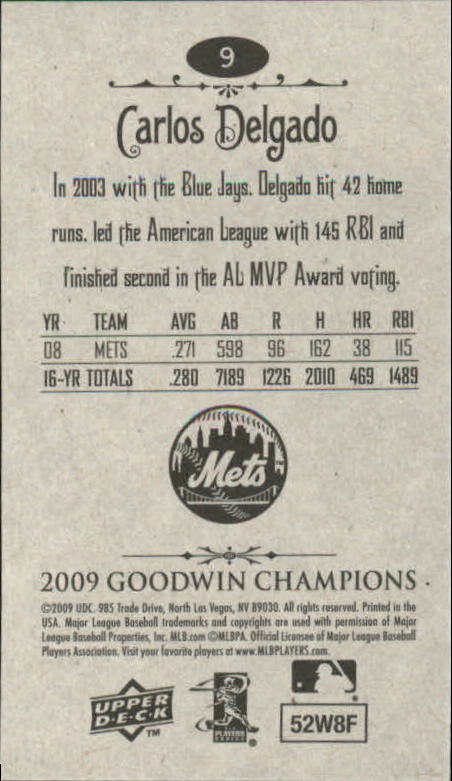 9
Carlos Delgado
In 2003 with the Blue Jays, Delgado hit 42 home
runs, led the American League with 145 RBI and
finished second in the AL MVP Award voting.
YR TEAM AVG AB R H HR RBI
08 METS .271 598 96 162 38 115
16-YR TOTALS .280 7189 1226 2010 469 1489
Mets
2009 GOODWIN CHAMPIONS
©2009 UDC. 985 Trade Drive, North Las Vegas, NV 89030. All rights reserved. Printed in the
USA. Major League Baseball trademarks and copyrights are used with permission of Major
League Baseball Properties, Inc. MLB.com ©MLBPA. Official Licensee of Major League Baseball
Players Association. Visit your favorite players at www.MLBPLAYERS.com.
UPPER
D·E·C·K
TM
PLAYERS
CHOICE
52W8F